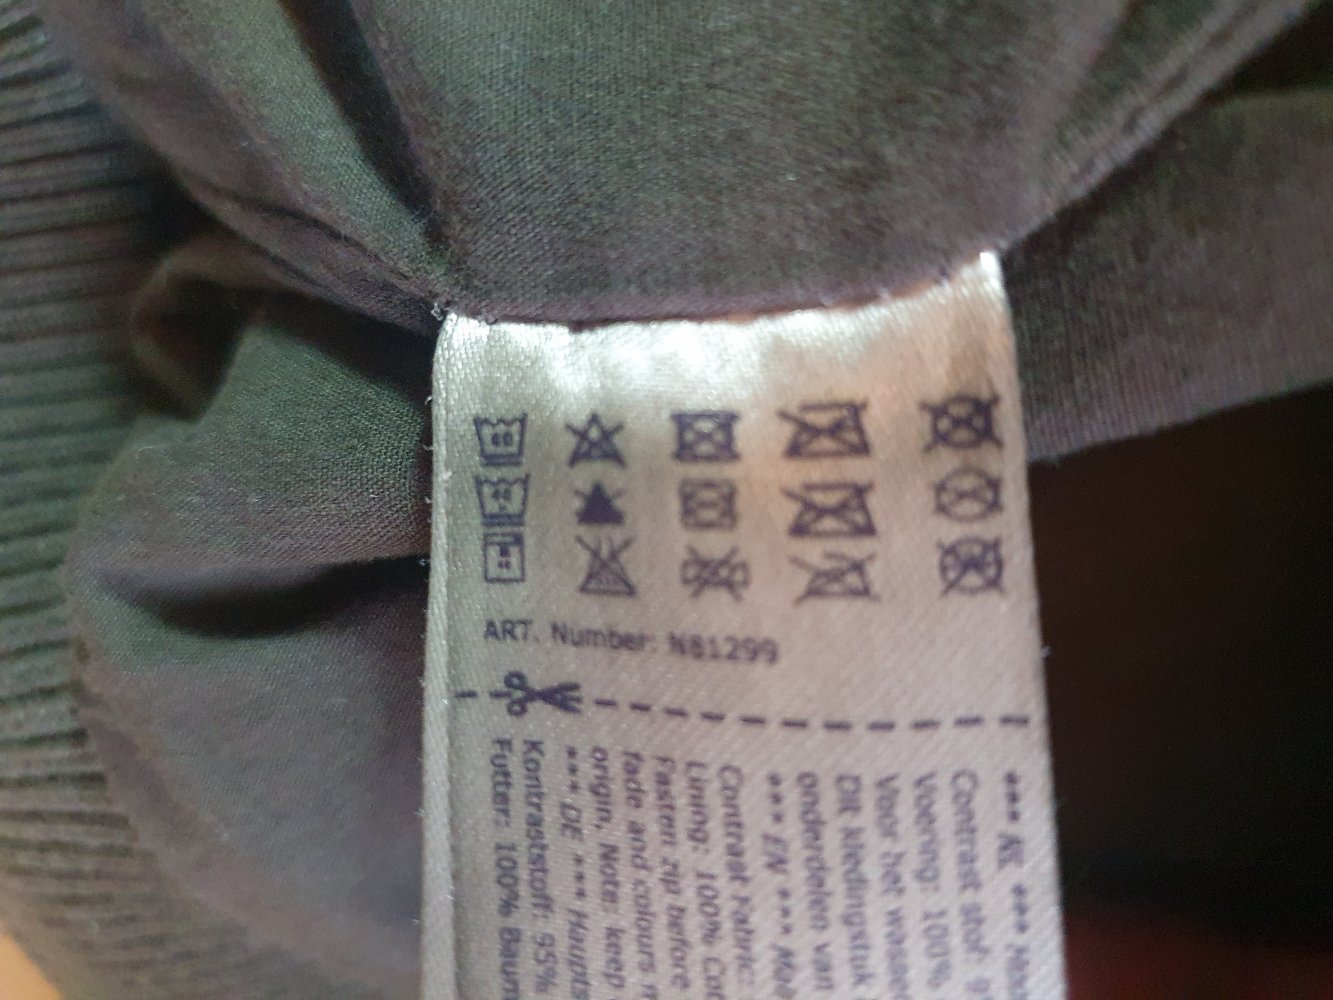 ART. Number: N81299
*** NL ***
Contrast stof:
Voering: 100%
Voor het wassen
Dit kledingstuk
onderdelen van
*** EN ***
Contrast Fabric:
Lining: 100%
Fasten zip before
fade and colours
origin. Note: keep
*** DE ***
Kontraststoff: 95%
Futter: 100%